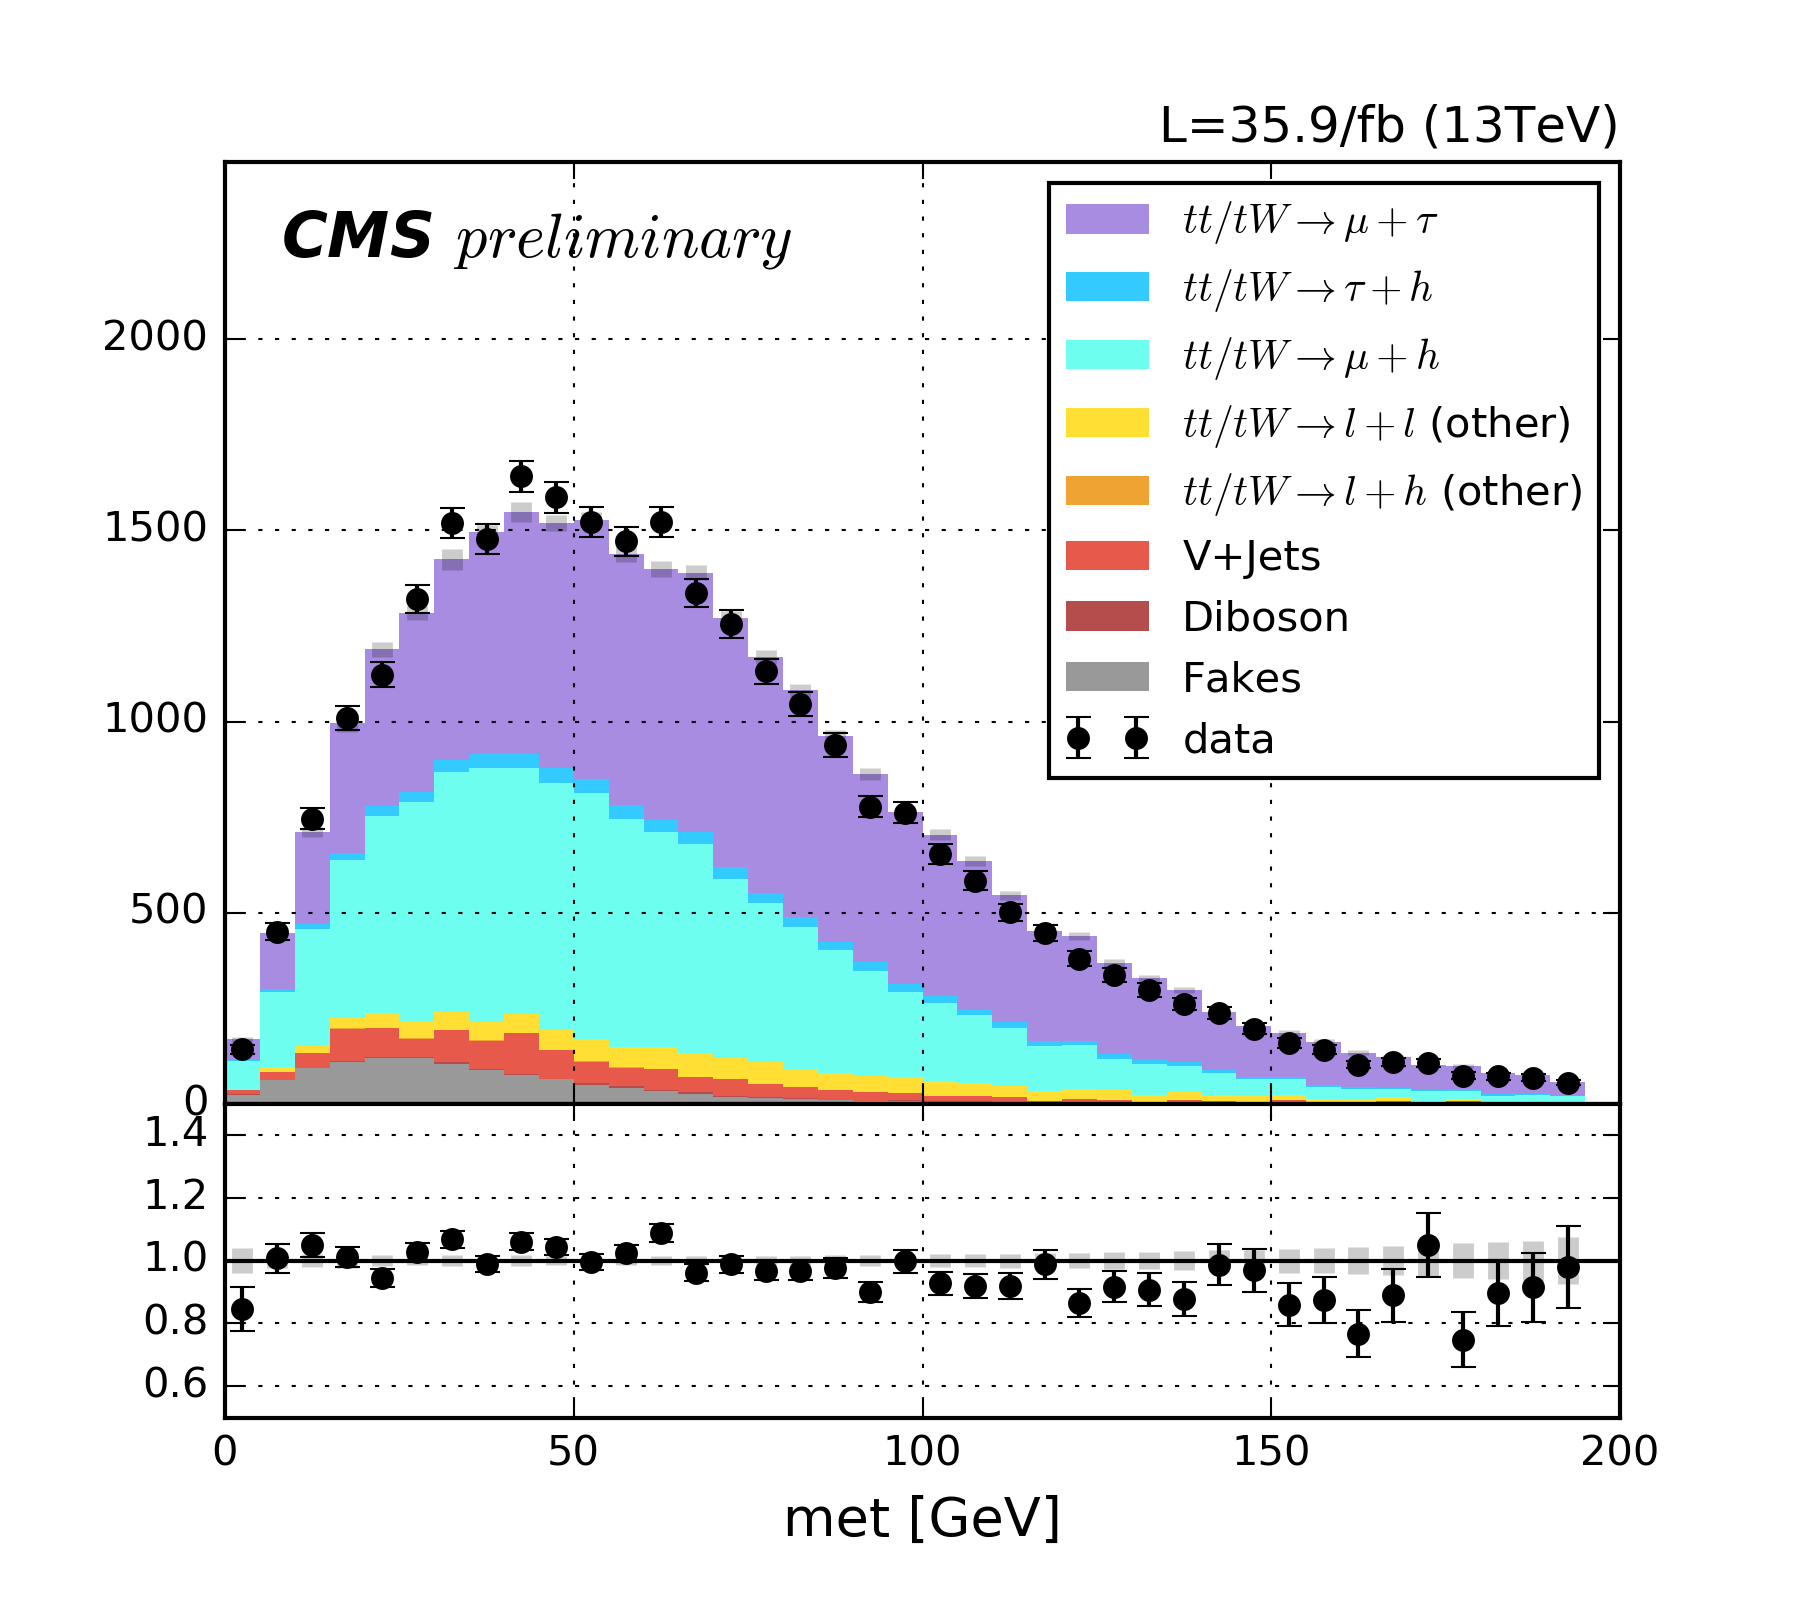 L=35.9/fb (13TeV)
CMS preliminary
tt/tW→μ+τ
tt/tW→τ+h
tt/tW→μ+h
tt/tW→l+l (other)
tt/tW→l+h (other)
V+Jets
Diboson
Fakes
data
2000
1500
1000
500
0
1.4
1.2
1.0
0.8
0.6
0 50 100 150 200
met [GeV]